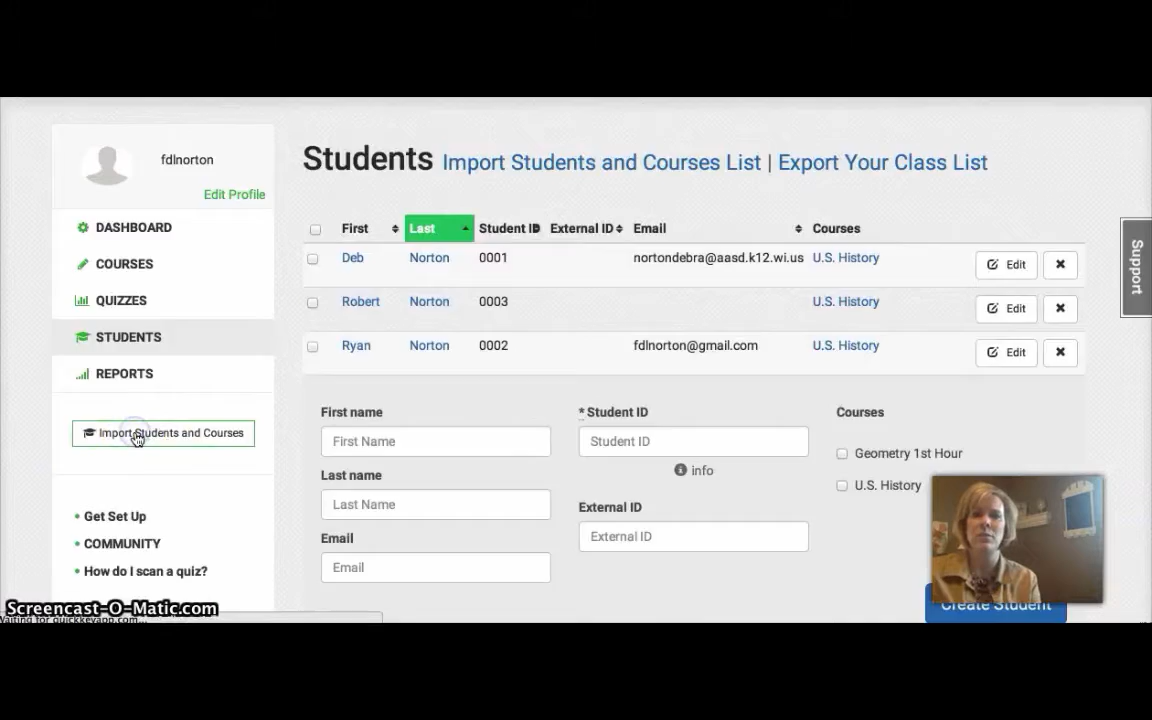 fdlnorton
Edit Profile
DASHBOARD
COURSES
QUIZZES
STUDENTS
REPORTS
Import Students and Courses
Get Set Up
COMMUNITY
How do I scan a quiz?
Students Import Students and Courses List | Export Your Class List
First Last Student ID External ID Email Courses
Deb Norton 0001 nortondebra@aasd.k12.wi.us U.S. History Edit
Robert Norton 0003 U.S. History Edit
Ryan Norton 0002 fdlnorton@gmail.com U.S. History Edit
First name
First Name
Last name
Last Name
Email
Email
* Student ID
Student ID
info
External ID
External ID
Courses
Geometry 1st Hour
U.S. History
Create Student
Support
Screencast-O-Matic.com
Waiting for quickkeyapp.com...